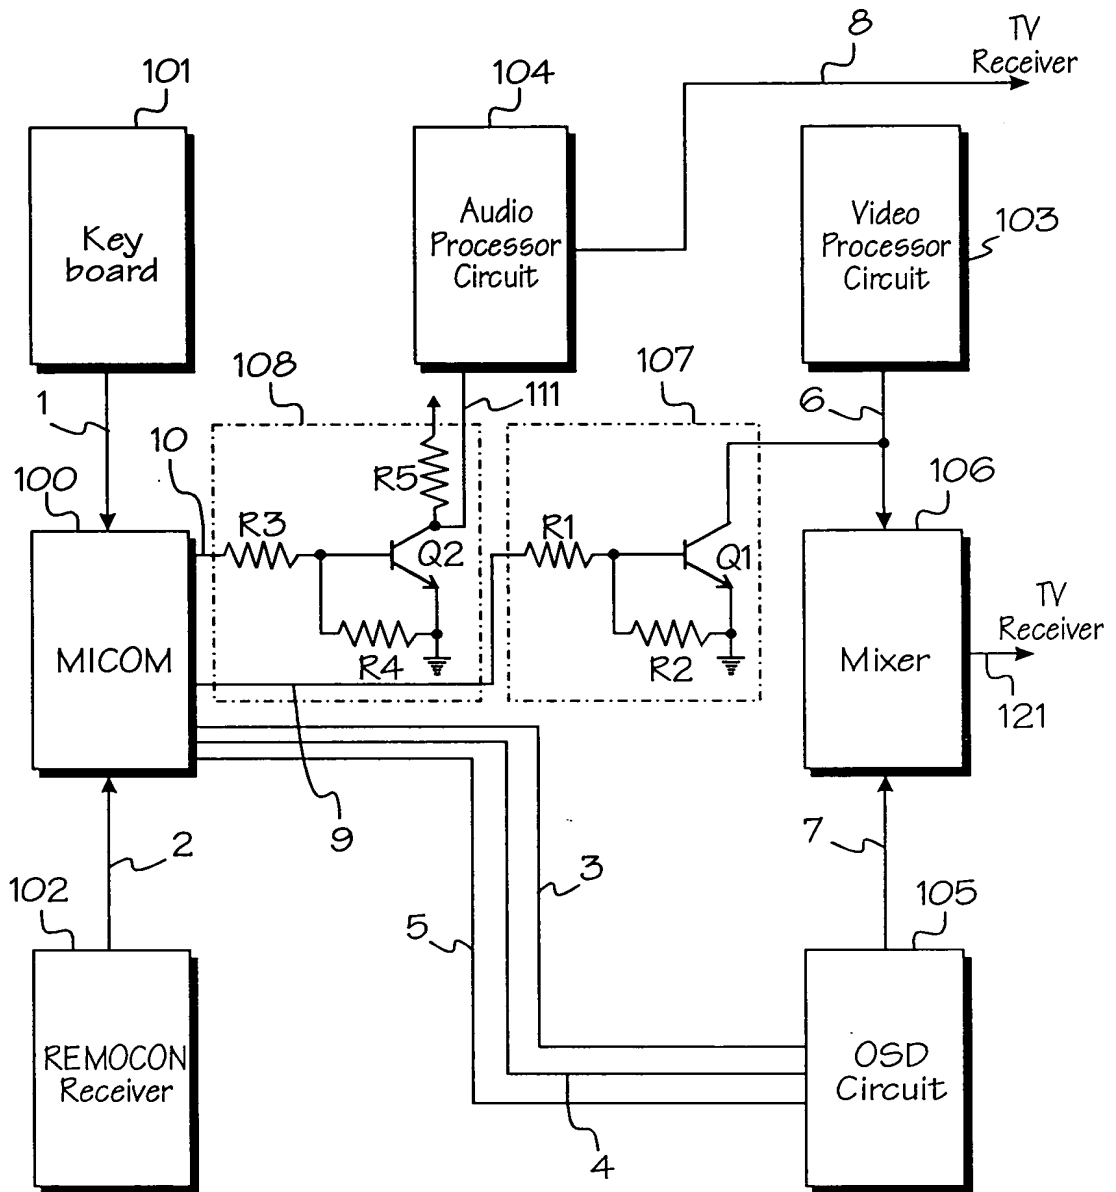 8
TV
Receiver
101
104
Key
board
Audio
Processor
Circuit
Video
Processor
Circuit
103
108
107
1
111
6
10
100
R5
106
R3
Q2
R1
Q1
MICOM
R4
R2
Mixer
TV
Receiver
121
9
2
7
3
102
5
105
REMOCON
Receiver
OSD
Circuit
4